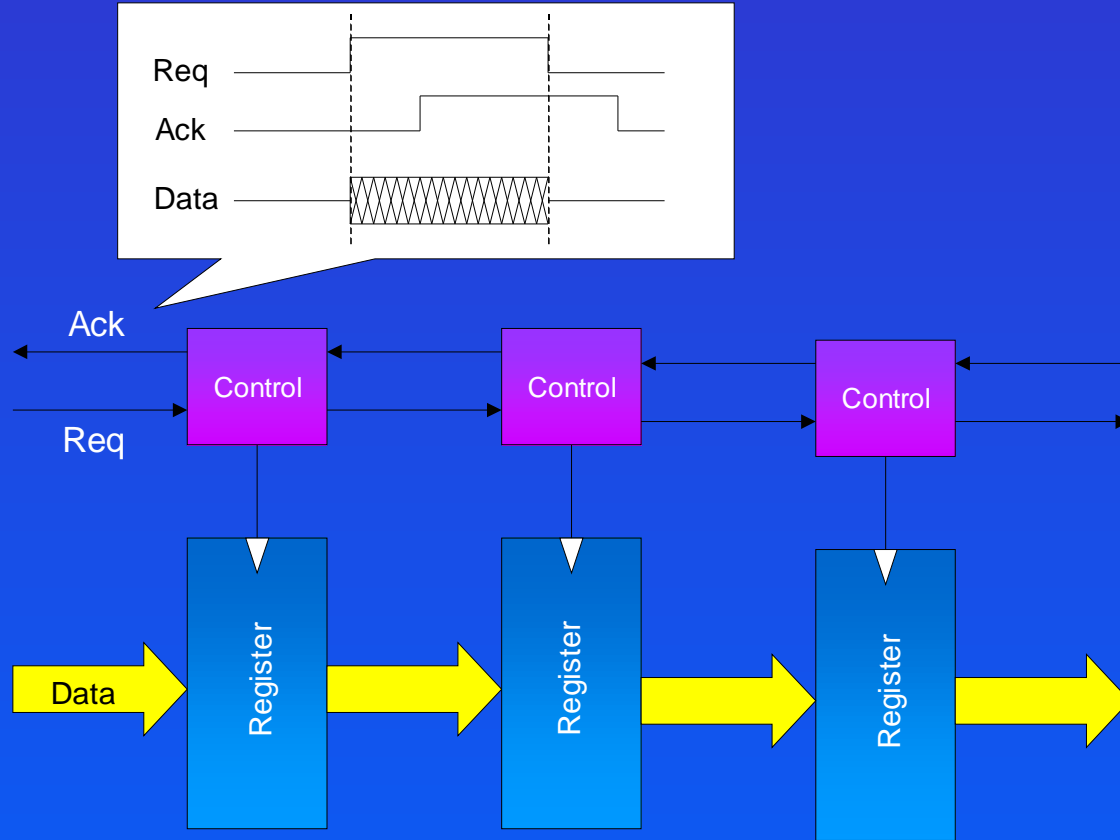 Req
Ack
Data
Ack
Req
Control
Control
Control
Data
Register
Register
Register